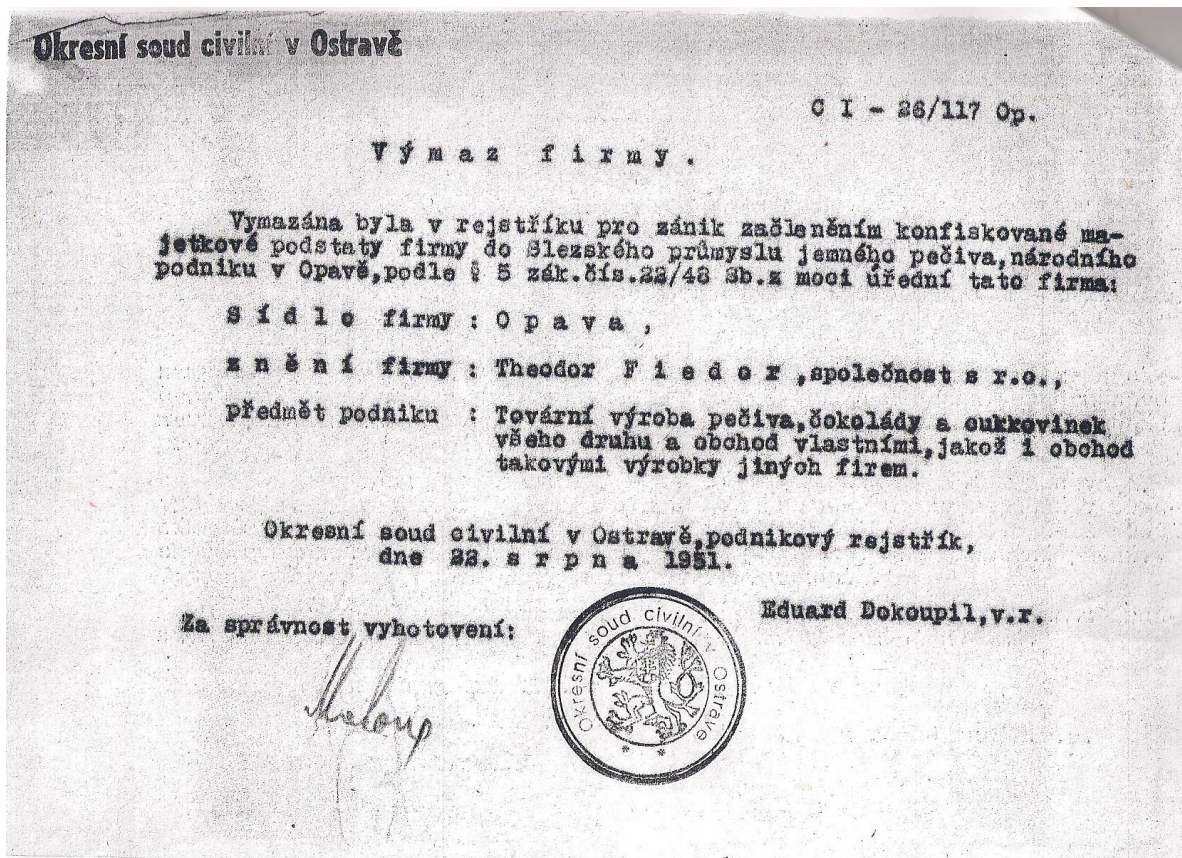 Okresní soud civilní v Ostravě
C I - 26/117 Op.
Výmaz firmy.
Vymazána byla v rejstříku pro zánik začleněním konfiskované ma-
jetkové podstaty firmy do Slezského průmyslu jemného pečiva,národního
podniku v Opavě,podle § 5 zák.čís.22/48 Sb.z moci úřední tato firma:
Sídlo firmy : Opava,
znění firmy : Theodor Fiedor,společnost s r.o.,
předmět podniku : Tovární výroba pečiva,čokolády a cukkovinek
všeho druhu a obchod vlastními,jakož i obchod
takovými výrobky jiných firem.
Okresní soud civilní v Ostravě,podnikový rejstřík,
dne 22. srpna 1951.
Eduard Dokoupil,v.r.
Za správnost vyhotovení:
Okresní soud civilní v Ostravě